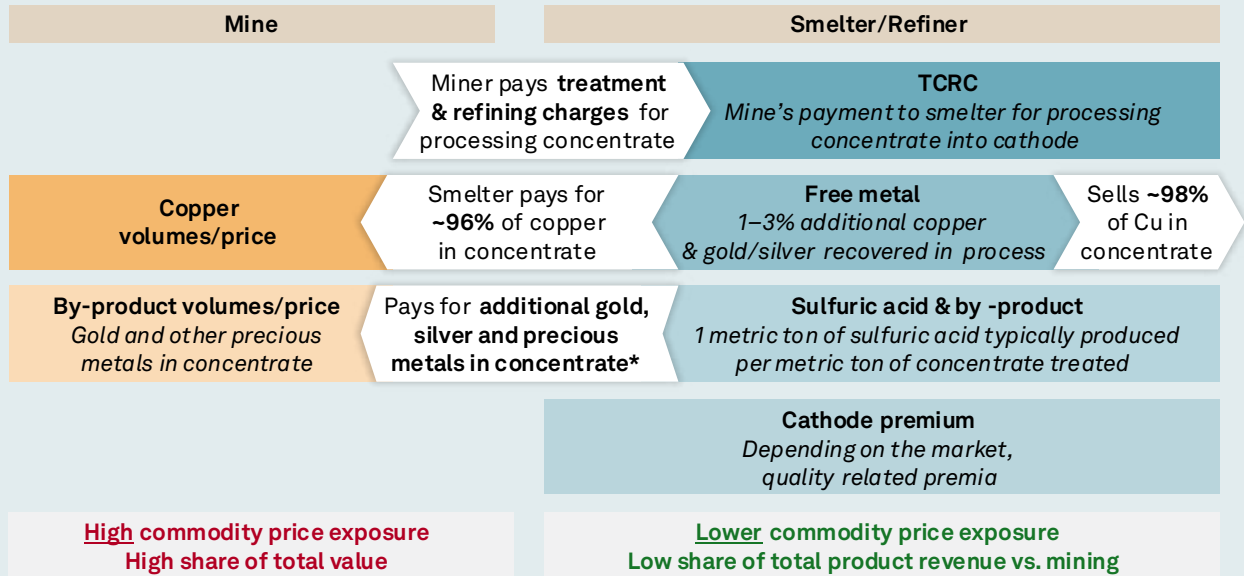 Mine
Smelter/Refiner
Miner pays treatment
& refining charges for
processing concentrate
TCRC
Mine's payment to smelter for processing
concentrate into cathode
Copper
volumes/price
Smelter pays for
~96% of copper
in concentrate
Free metal
1–3% additional copper
& gold/silver recovered in process
Sells ~98%
of Cu in
concentrate
By-product volumes/price
Gold and other precious
metals in concentrate
Pays for additional gold,
silver and precious
metals in concentrate*
Sulfuric acid & by -product
1 metric ton of sulfuric acid typically produced
per metric ton of concentrate treated
Cathode premium
Depending on the market,
quality related premia
High commodity price exposure
High share of total value
Lower commodity price exposure
Low share of total product revenue vs. mining